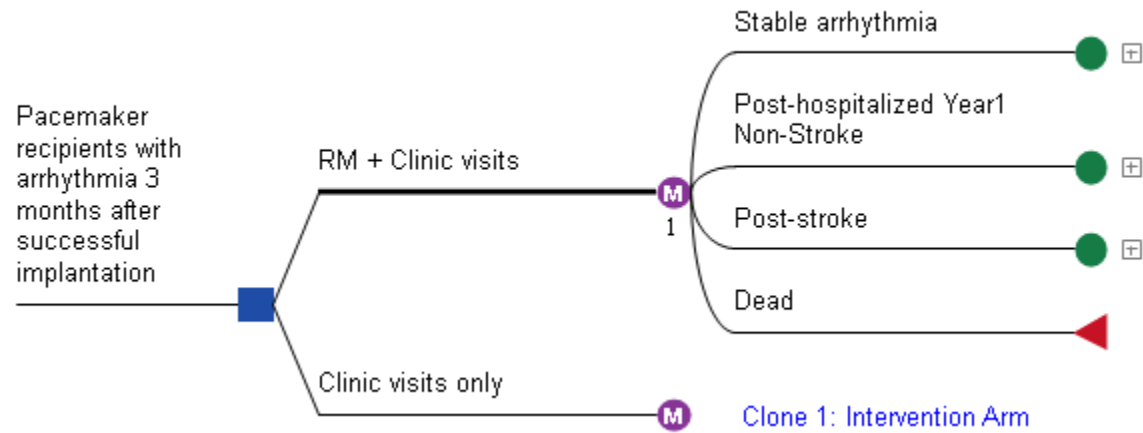 Pacemaker
recipients with
arrhythmia 3
months after
successful
implantation
RM + Clinic visits
M
1
Stable arrhythmia
Post-hospitalized Year1
Non-Stroke
Post-stroke
Dead
Clinic visits only
M
Clone 1: Intervention Arm